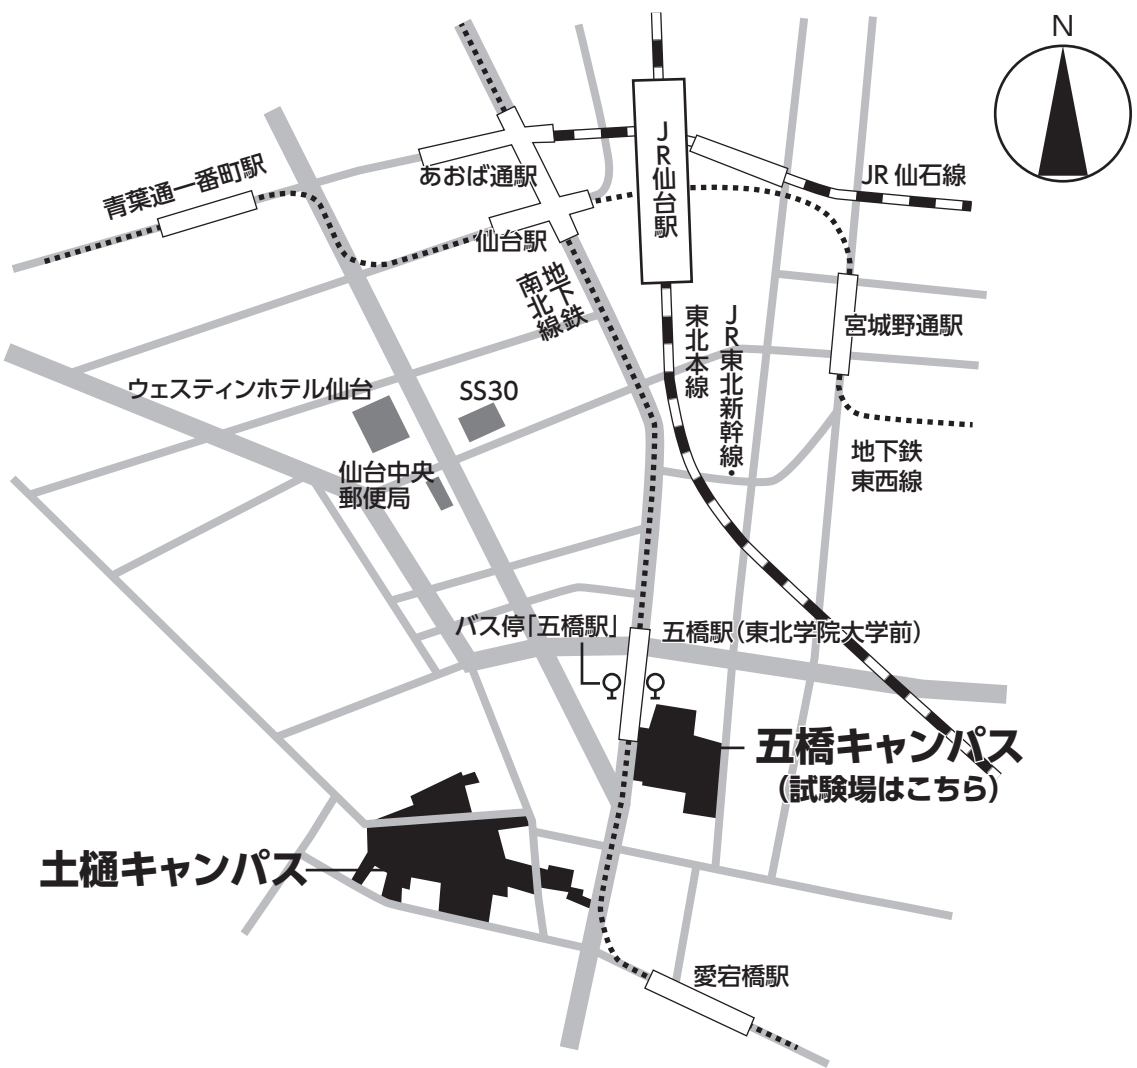 N
JR仙台駅
JR 仙石線
青葉通一番町駅
あおば通駅
仙台駅
地下鉄
南北線
宮城野通駅
東北本線
JR東北新幹線
ウェスティンホテル仙台
SS30
地下鉄
東西線
仙台中央
郵便局
バス停「五橋駅」
五橋駅（東北学院大学前）
五橋キャンパス
（試験場はこちら）
土樋キャンパス
愛宕橋駅